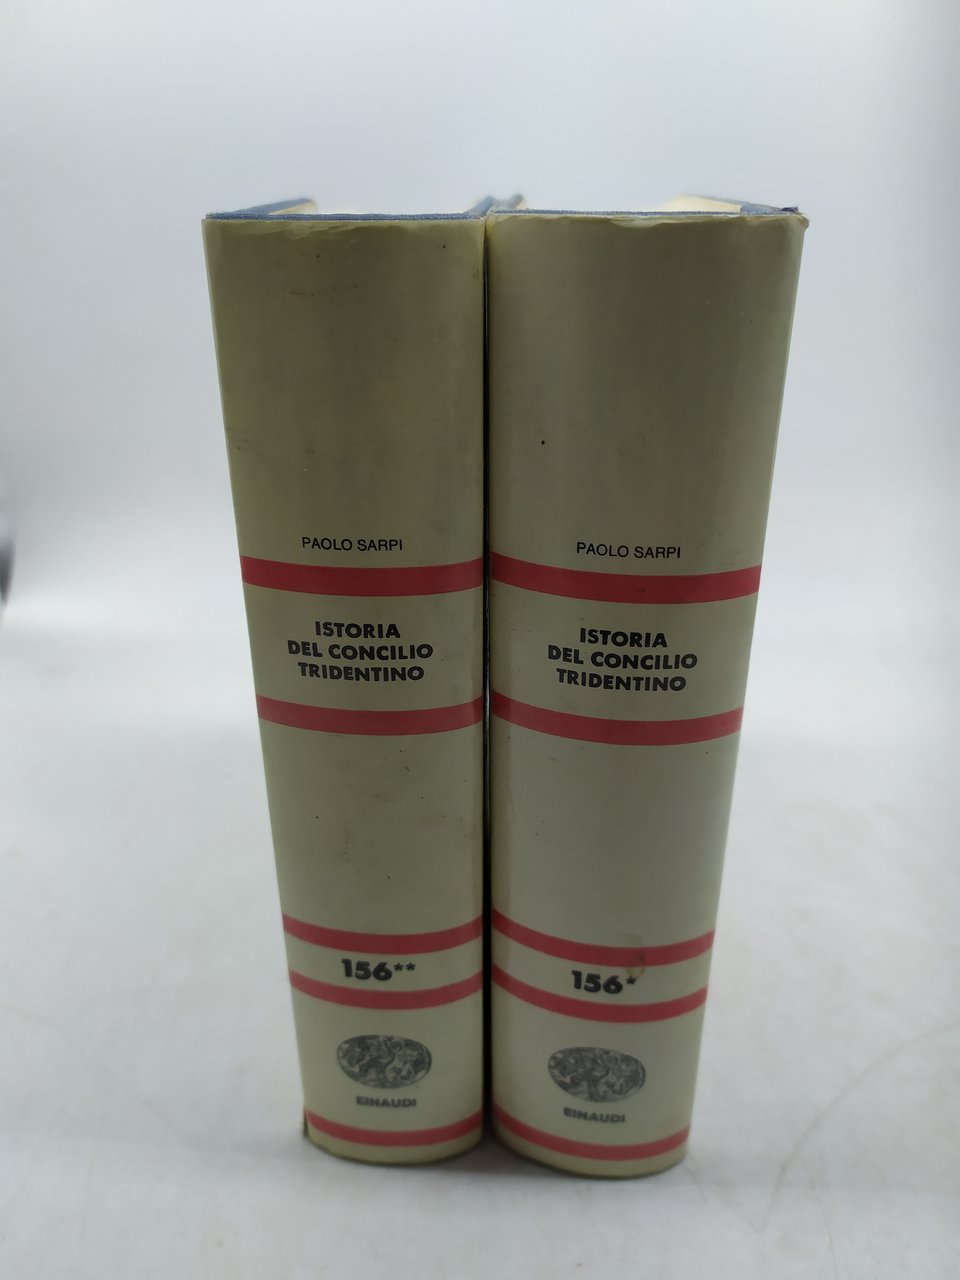 PAOLO SARPI
ISTORIA
DEL CONCILIO
TRIDENTINO
156**
EINAUDI
PAOLO SARPI
ISTORIA
DEL CONCILIO
TRIDENTINO
156*
EINAUDI